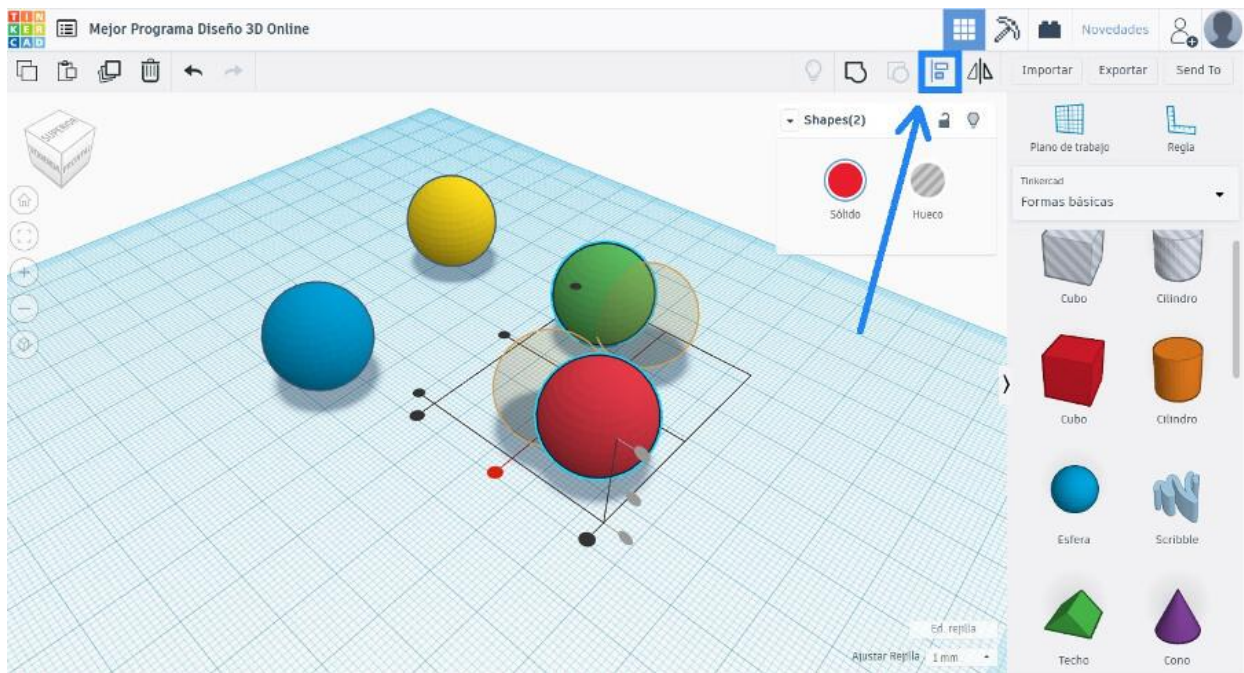 TIN
KER
CAD
Mejor Programa Diseño 3D Online
Novedades
Importar
Exportar
Send To
SUPERIOR
Shapes(2)
Sólido
Hueco
Plano de trabajo
Regla
Tinkercad
Formas básicas
Cubo
Cilindro
Cubo
Cilindro
Esfera
Scribble
Techo
Cono
Ed. rejilla
Ajustar Rejilla
1 mm